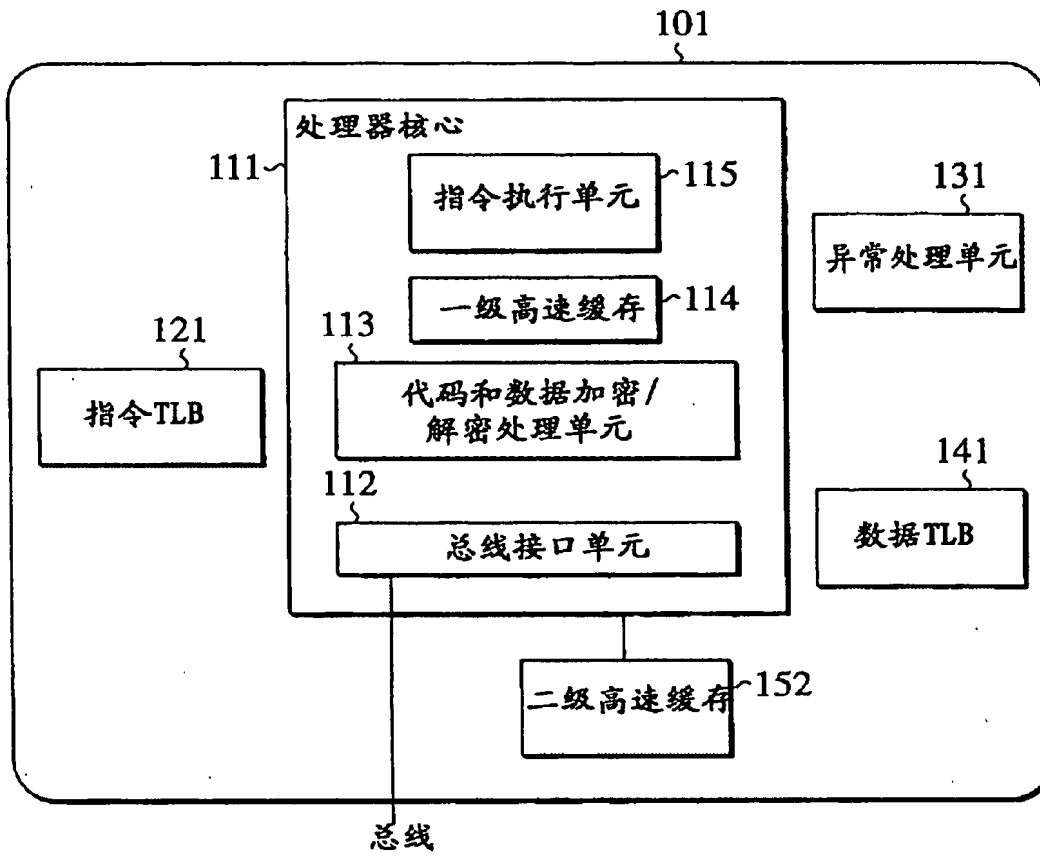 101
处理器核心
111
指令执行单元
115
131
异常处理单元
一级高速缓存
114
113
121
指令TLB
代码和数据加密/
解密处理单元
112
总线接口单元
141
数据TLB
二级高速缓存
152
总线